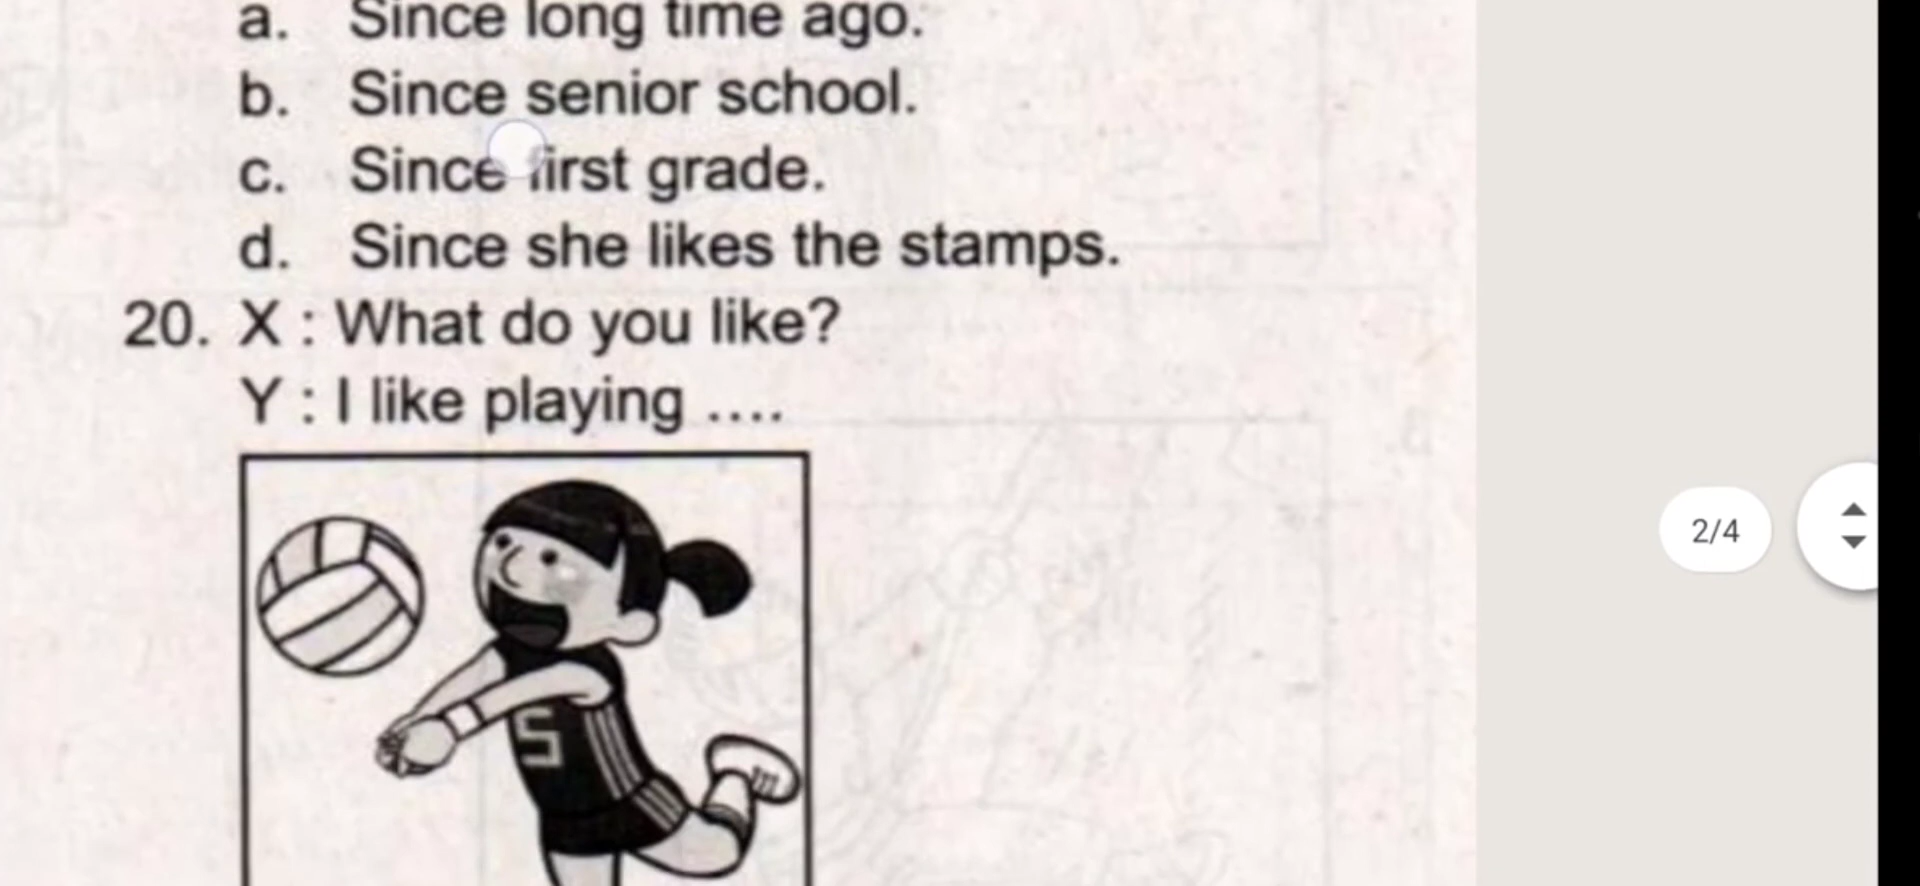 a. Since long time ago.
b. Since senior school.
c. Since first grade.
d. Since she likes the stamps.
20. X : What do you like?
Y : I like playing ....
5
2/4